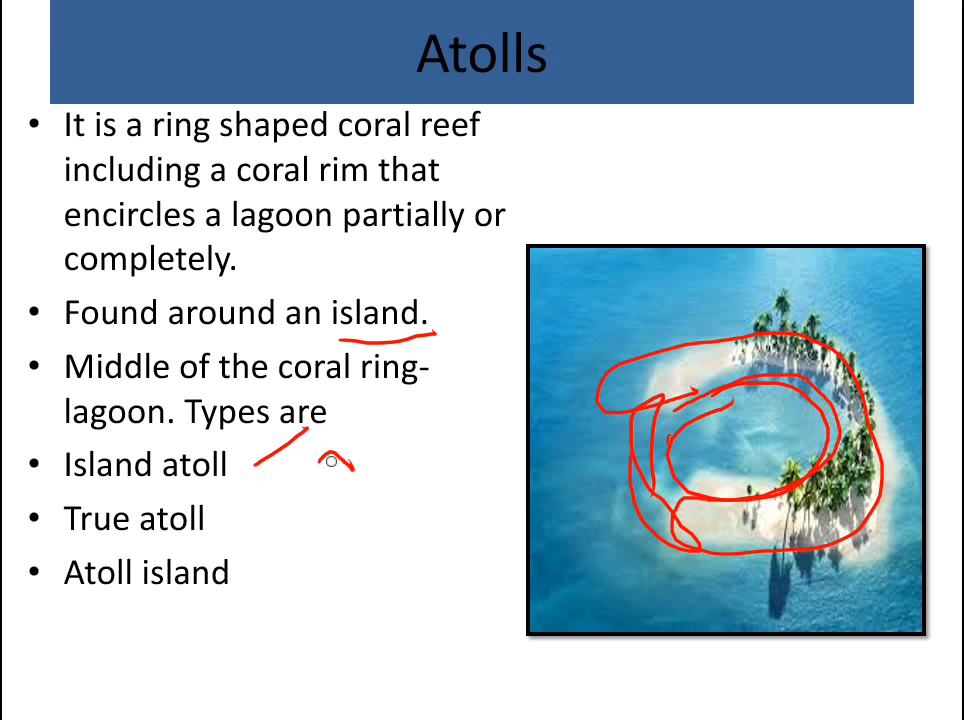 Atolls
• It is a ring shaped coral reef
including a coral rim that
encircles a lagoon partially or
completely.
• Found around an island.
• Middle of the coral ring-
lagoon. Types are
• Island atoll
• True atoll
• Atoll island